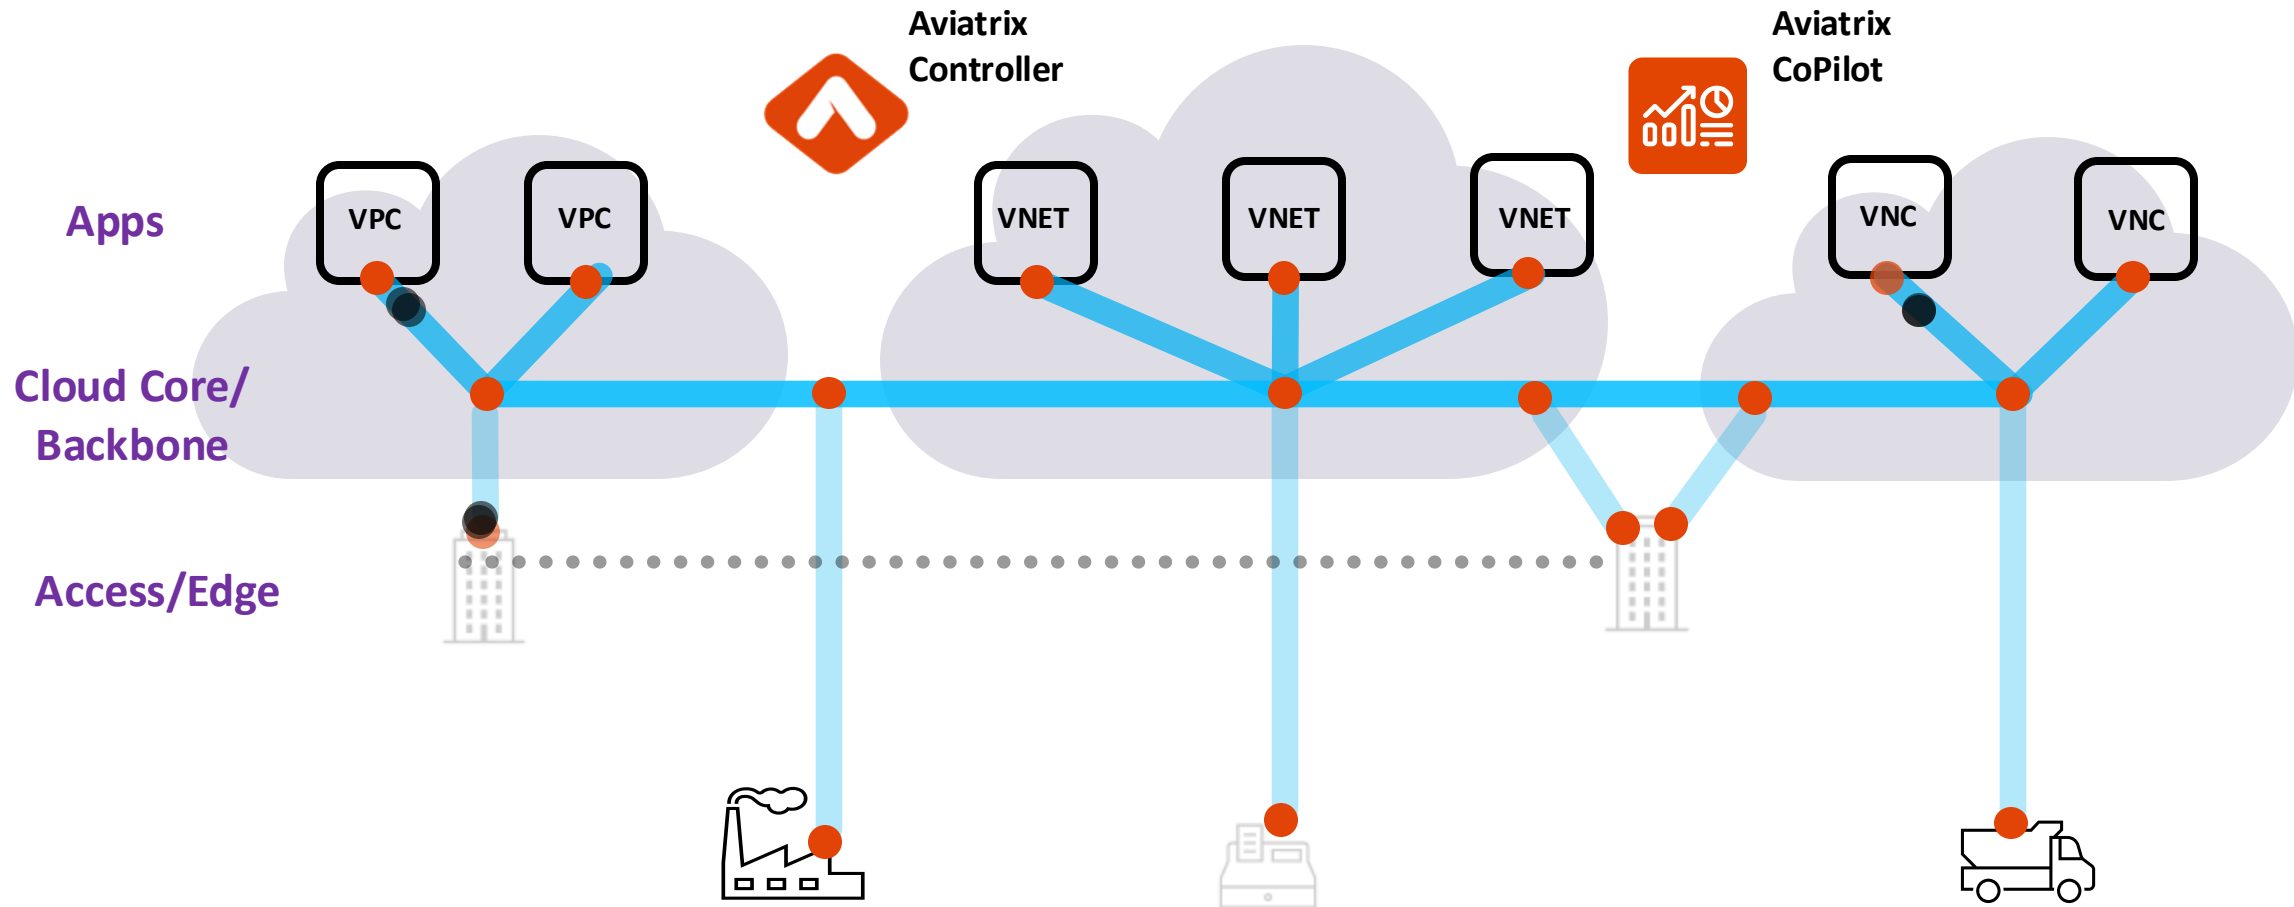 Aviatrix
Controller
Aviatrix
CoPilot
Apps
VPC
VPC
VNET
VNET
VNET
VNC
VNC
Cloud Core/
Backbone
Access/Edge